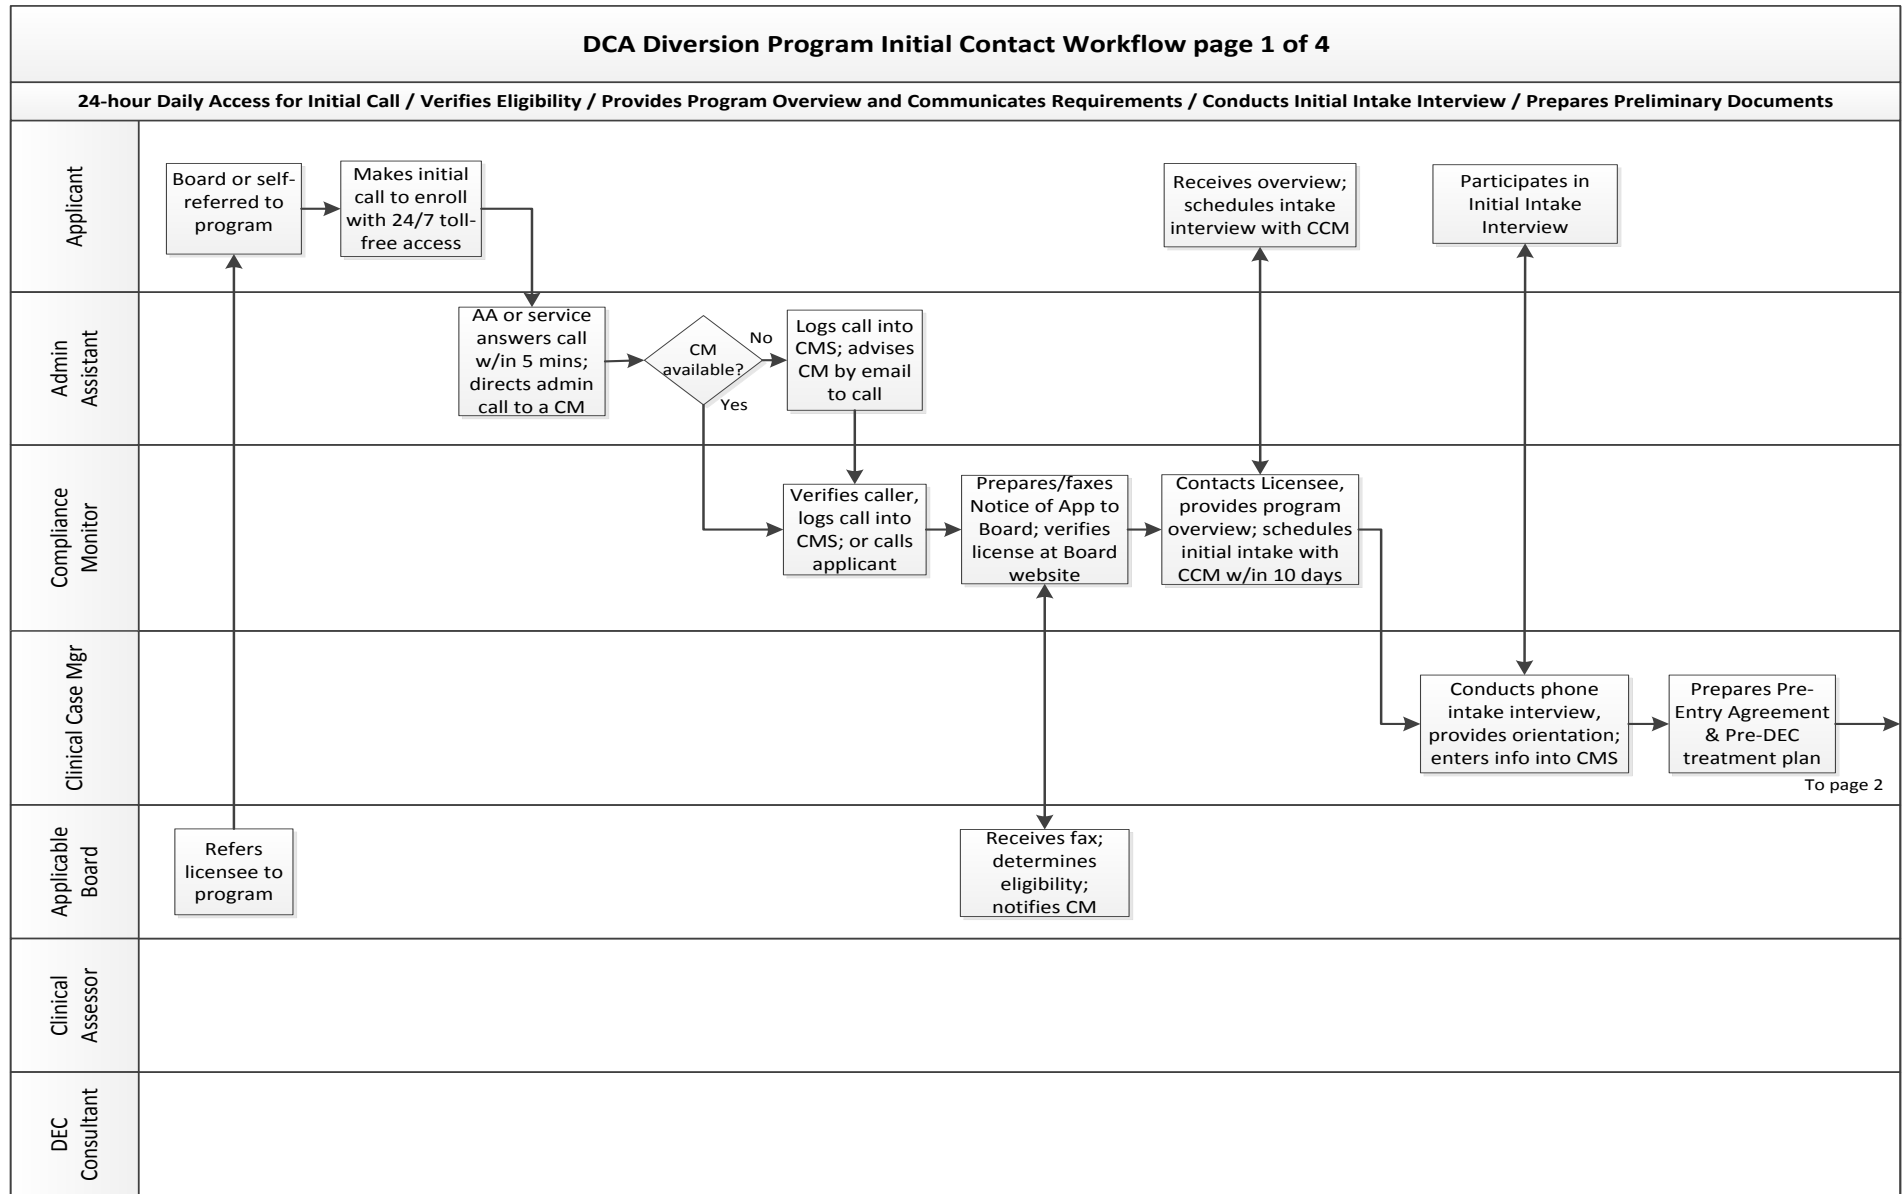 DCA Diversion Program Initial Contact Workflow page 1 of 4
24-hour Daily Access for Initial Call / Verifies Eligibility / Provides Program Overview and Communicates Requirements / Conducts Initial Intake Interview / Prepares Preliminary Documents
Applicant
Board or self-
referred to
program
Makes initial
call to enroll
with 24/7 toll-
free access
Receives overview;
schedules intake
interview with CCM
Participates in
Initial Intake
Interview
Admin
Assistant
AA or service
answers call
w/in 5 mins;
directs admin
call to a CM
CM
available?
No
Yes
Logs call into
CMS; advises
CM by email
to call
Compliance
Monitor
Verifies caller,
logs call into
CMS; or calls
applicant
Prepares/faxes
Notice of App to
Board; verifies
license at Board
website
Contacts Licensee,
provides program
overview; schedules
initial intake with
CCM w/in 10 days
Clinical Case Mgr
Conducts phone
intake interview,
provides orientation;
enters info into CMS
Prepares Pre-
Entry Agreement
& Pre-DEC
treatment plan
To page 2
Applicable
Board
Refers
licensee to
program
Receives fax;
determines
eligibility;
notifies CM
Clinical
Assessor
DEC
Consultant